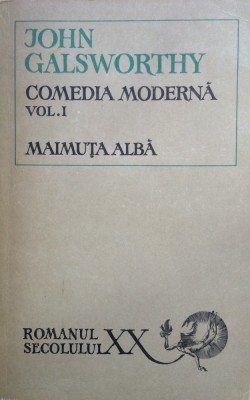 JOHN
GALSWORTHY
COMEDIA MODERNĂ
VOL. I
MAIMUȚA ALBĂ
ROMANUL
SECOLULUI XX